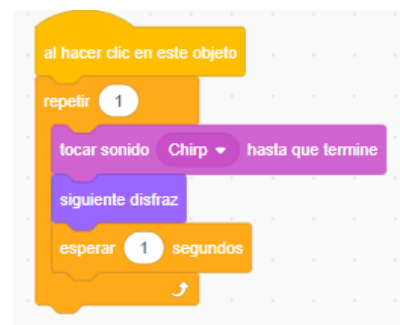 al hacer clic en este objeto
repetir 1
tocar sonido Chirp hasta que termine
siguiente disfraz
esperar 1 segundos